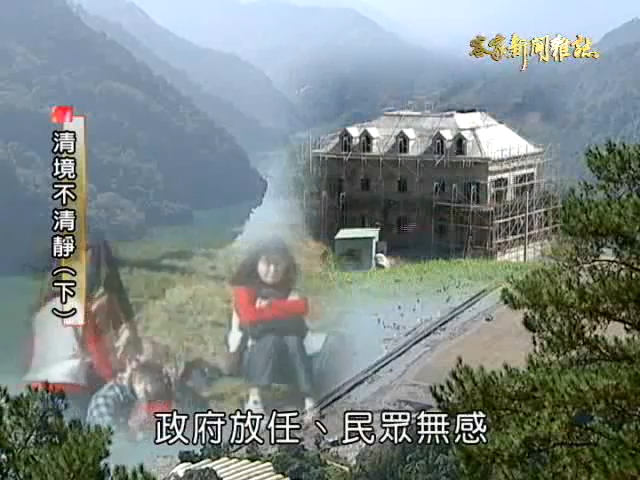 客家新聞雜誌
清境不清靜（下）
政府放任、民眾無感